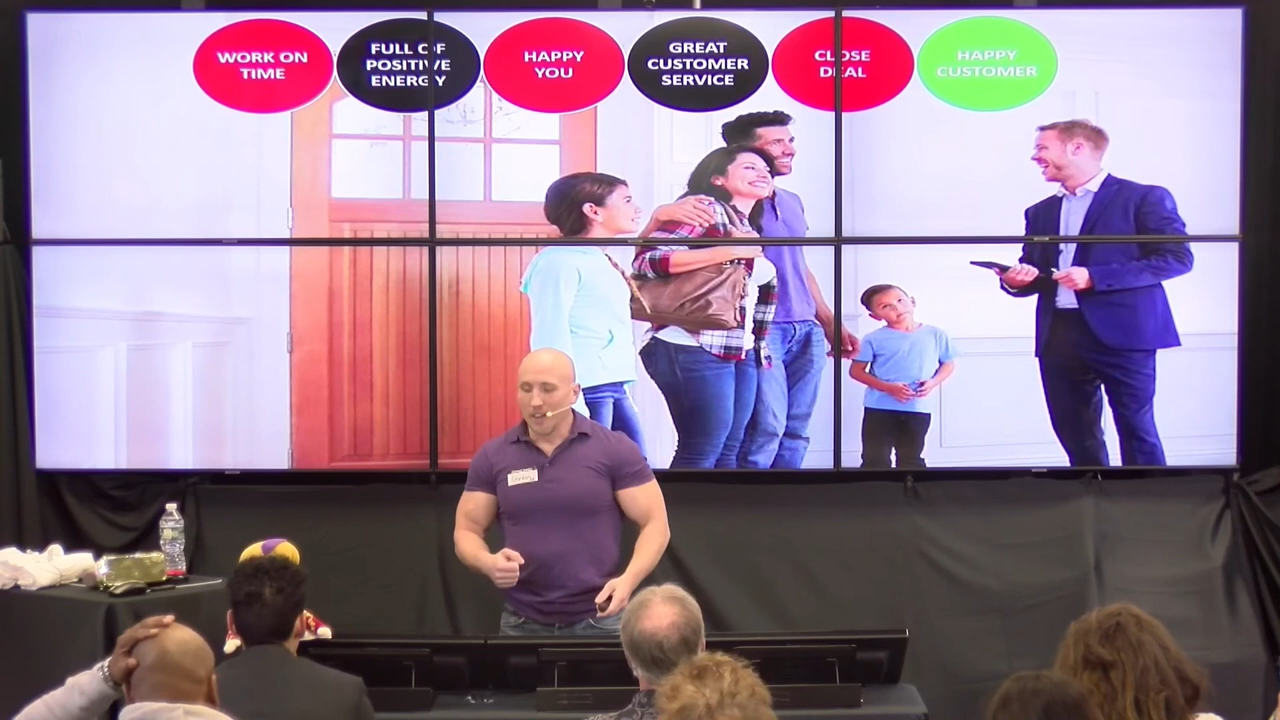 WORK ON
TIME
FULL OF
POSITIVE
ENERGY
HAPPY
YOU
GREAT
CUSTOMER
SERVICE
CLOSE
DEAL
HAPPY
CUSTOMER